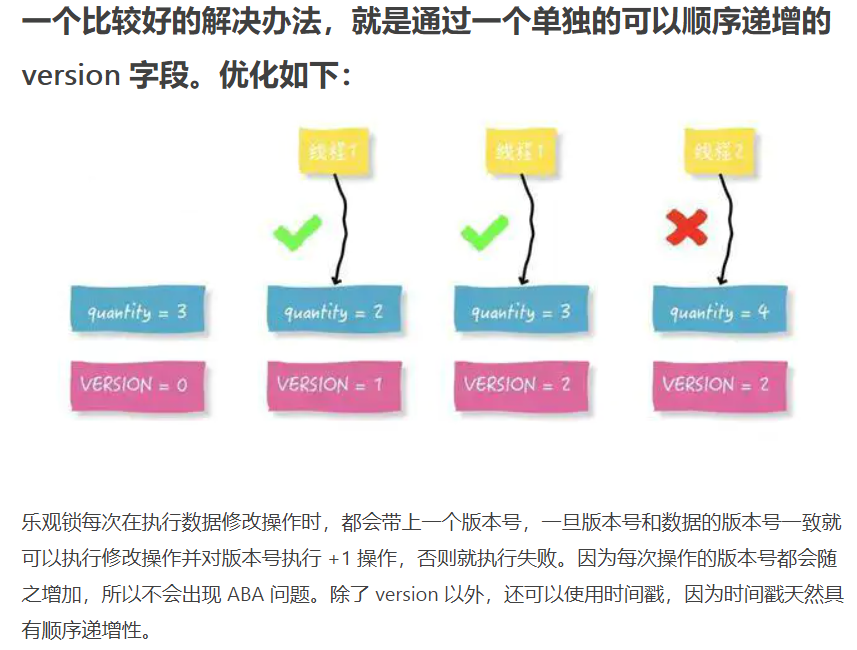 一个比较好的解决办法，就是通过一个单独的可以顺序递增的
version 字段。优化如下：
线程1 线程1 线程2
quantity = 3 quantity = 2 quantity = 3 quantity = 4
VERSION = 0 VERSION = 1 VERSION = 2 VERSION = 2
乐观锁每次在执行数据修改操作时，都会带上一个版本号，一旦版本号和数据的版本号一致就
可以执行修改操作并对版本号执行 +1 操作，否则就执行失败。因为每次操作的版本号都会随
之增加，所以不会出现 ABA 问题。除了 version 以外，还可以使用时间戳，因为时间戳天然具
有顺序递增性。